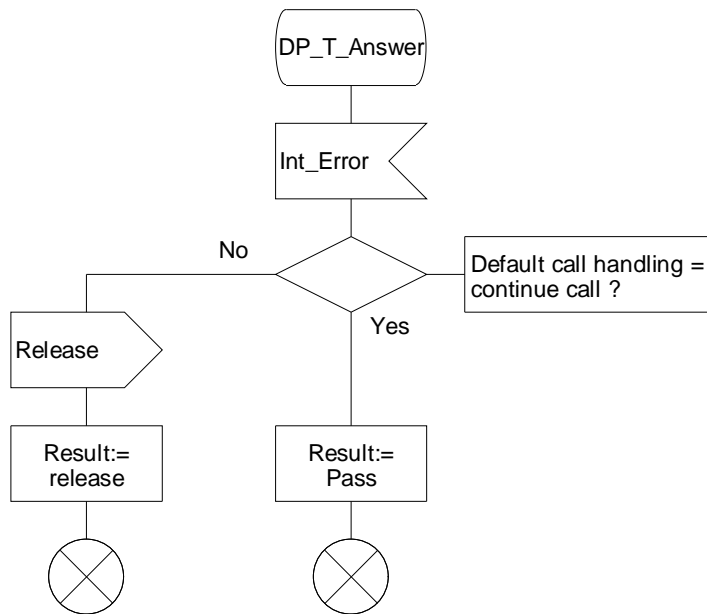 DP_T_Answer
Int_Error
No
Default call handling =
continue call ?
Yes
Release
Result:=
release
Result:=
Pass